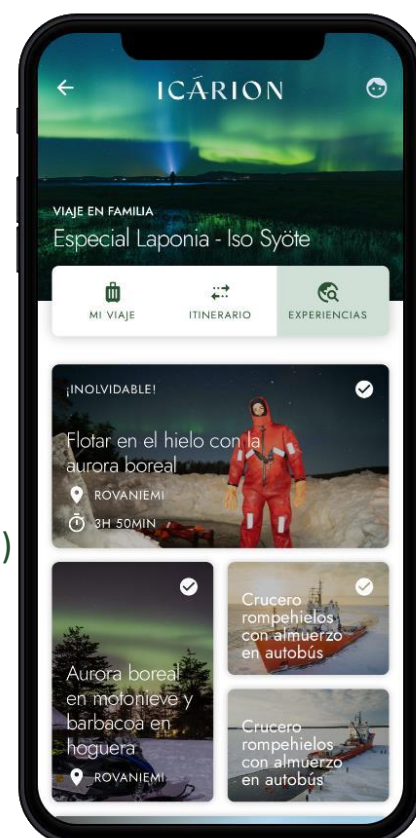 ICÁRION
VIAJE EN FAMILIA
Especial Laponia - Iso Syöte
MI VIAJE
ITINERARIO
EXPERIENCIAS
¡INOLVIDABLE!
Flotar en el hielo con la
aurora boreal
ROVANIEMI
3H 50MIN
)
Aurora boreal
en motonieve y
barbacoa en
hoguera
ROVANIEMI
Crucero
rompehielos
con almuerzo
en autobús
Crucero
rompehielos
con almuerzo
en autobús